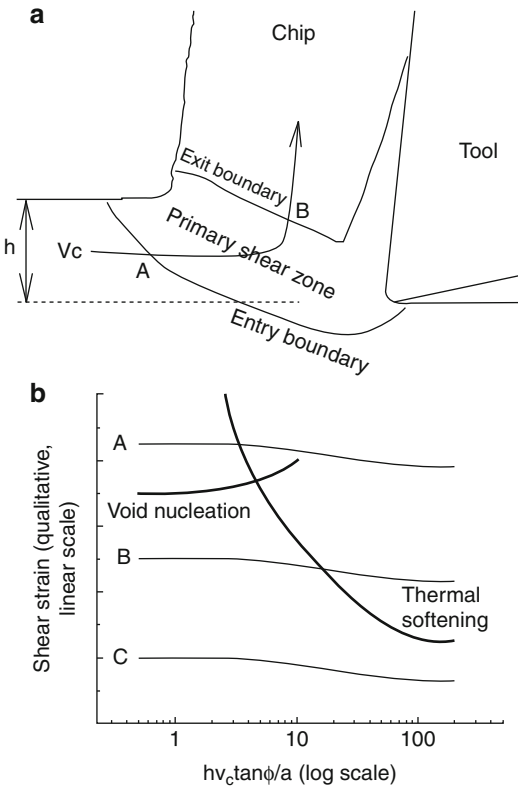 a
Chip
Tool
Exit boundary
B
Primary shear zone
h
Vc
A
Entry boundary
b
Shear strain (qualitative,
linear scale)
A
Void nucleation
B
Thermal
softening
C
1
10
100
hvctanϕ/a (log scale)